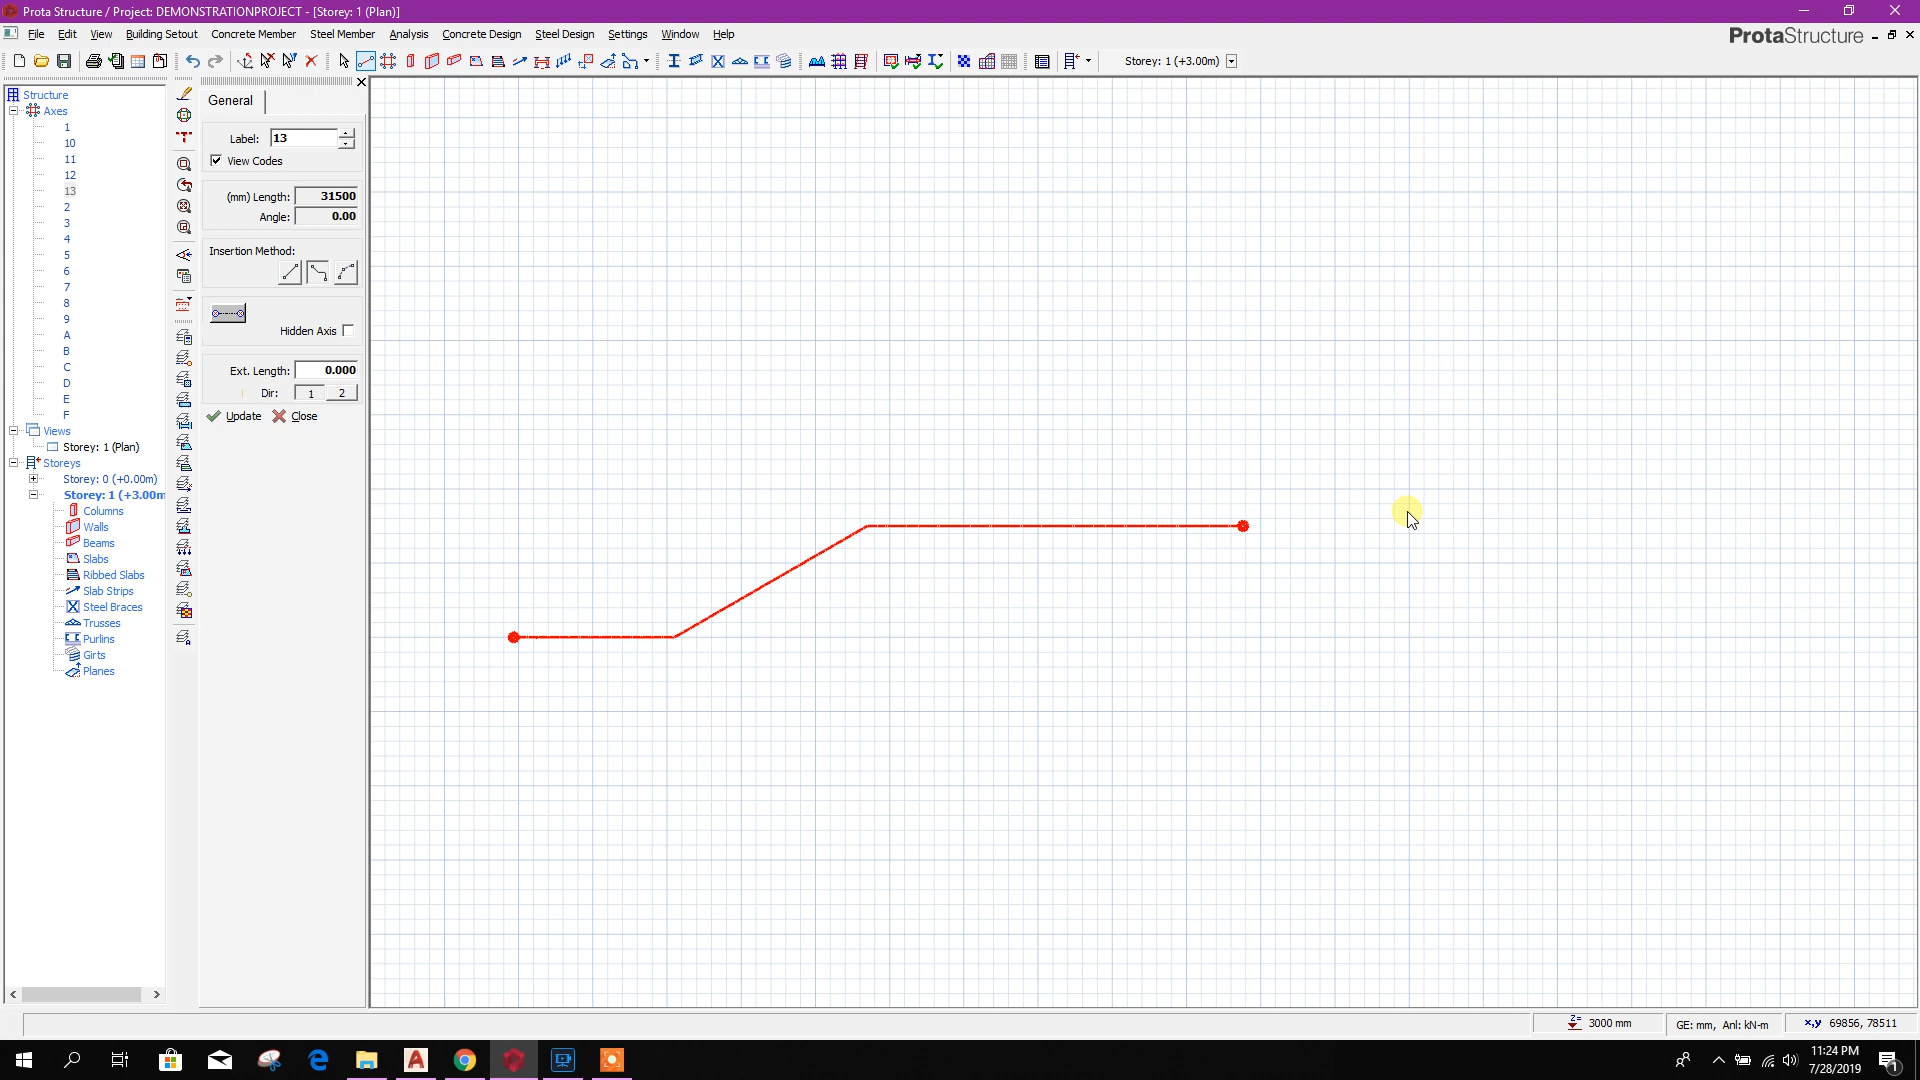 Prota Structure / Project: DEMONSTRATIONPROJECT - [Storey: 1 (Plan)]
File Edit View Building Setout Concrete Member Steel Member Analysis Concrete Design Steel Design Settings Window Help
ProtaStructure
Storey: 1 (+3.00m)
Structure
Axes
1
10
11
12
13
2
3
4
5
6
7
8
9
A
B
C
D
E
F
Views
Storey: 1 (Plan)
Storeys
Storey: 0 (+0.00m)
Storey: 1 (+3.00m
Columns
Walls
Beams
Slabs
Ribbed Slabs
Slab Strips
Steel Braces
Trusses
Purlins
Girts
Planes
General
Label: 13
View Codes
(mm) Length: 31500
Angle: 0.00
Insertion Method:
Hidden Axis
Ext. Length: 0.000
Dir: 1 2
Update Close
Z= 3000 mm
GE: mm, Anl: kN-m
x,y 69856, 78511
11:24 PM
7/28/2019
1